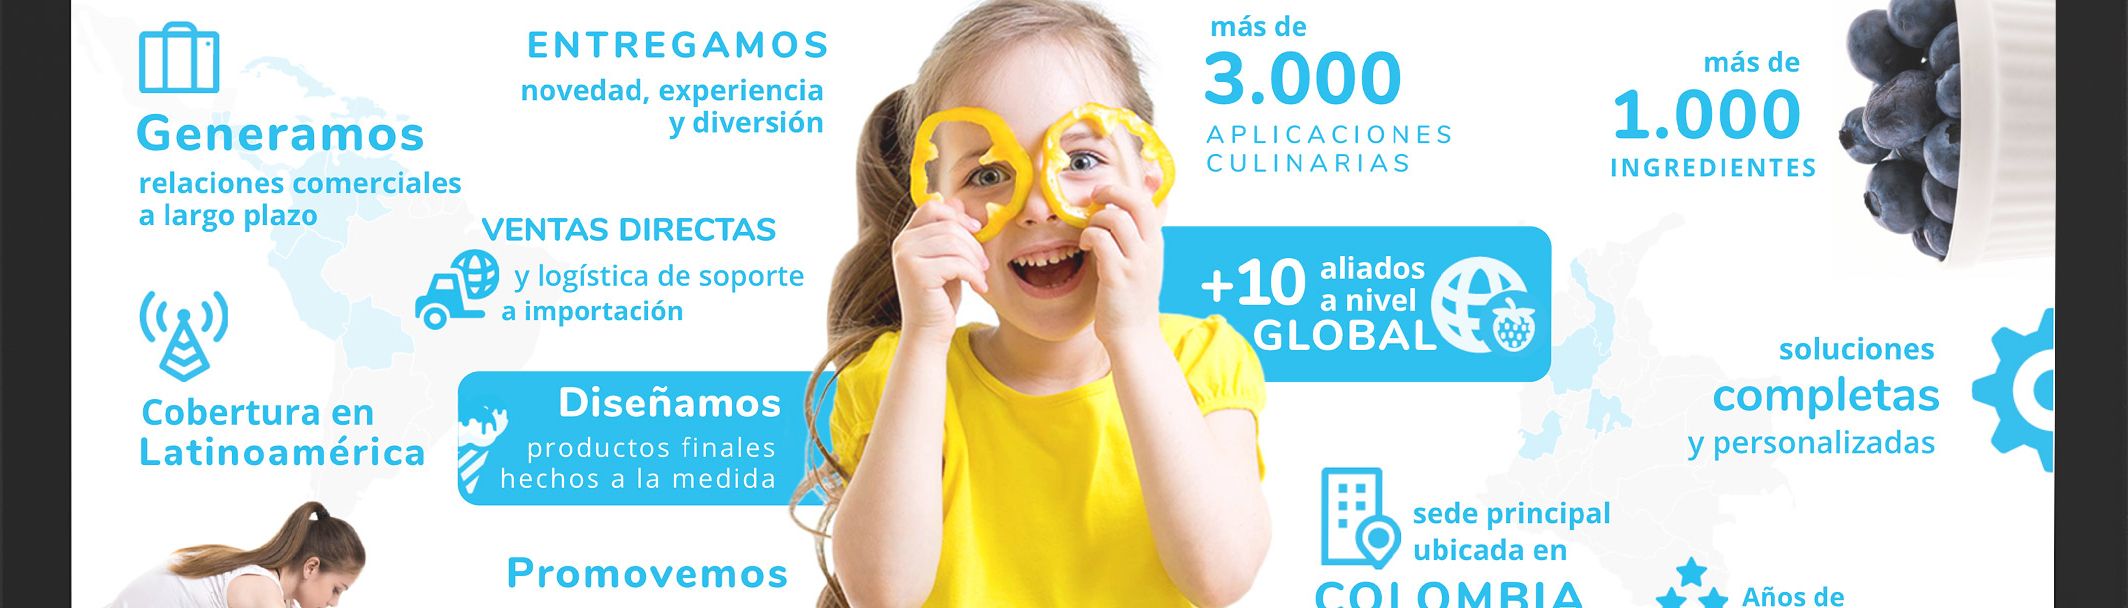 Generamos
relaciones comerciales
a largo plazo
Cobertura en
Latinoamérica
ENTREGAMOS
novedad, experiencia
y diversión
VENTAS DIRECTAS
y logística de soporte
a importación
Diseñamos
productos finales
hechos a la medida
Promovemos
más de
3.000
APLICACIONES
CULINARIAS
más de
1.000
INGREDIENTES
+10 aliados
a nivel
GLOBAL
soluciones
completas
y personalizadas
sede principal
ubicada en
COLOMBIA
Años de